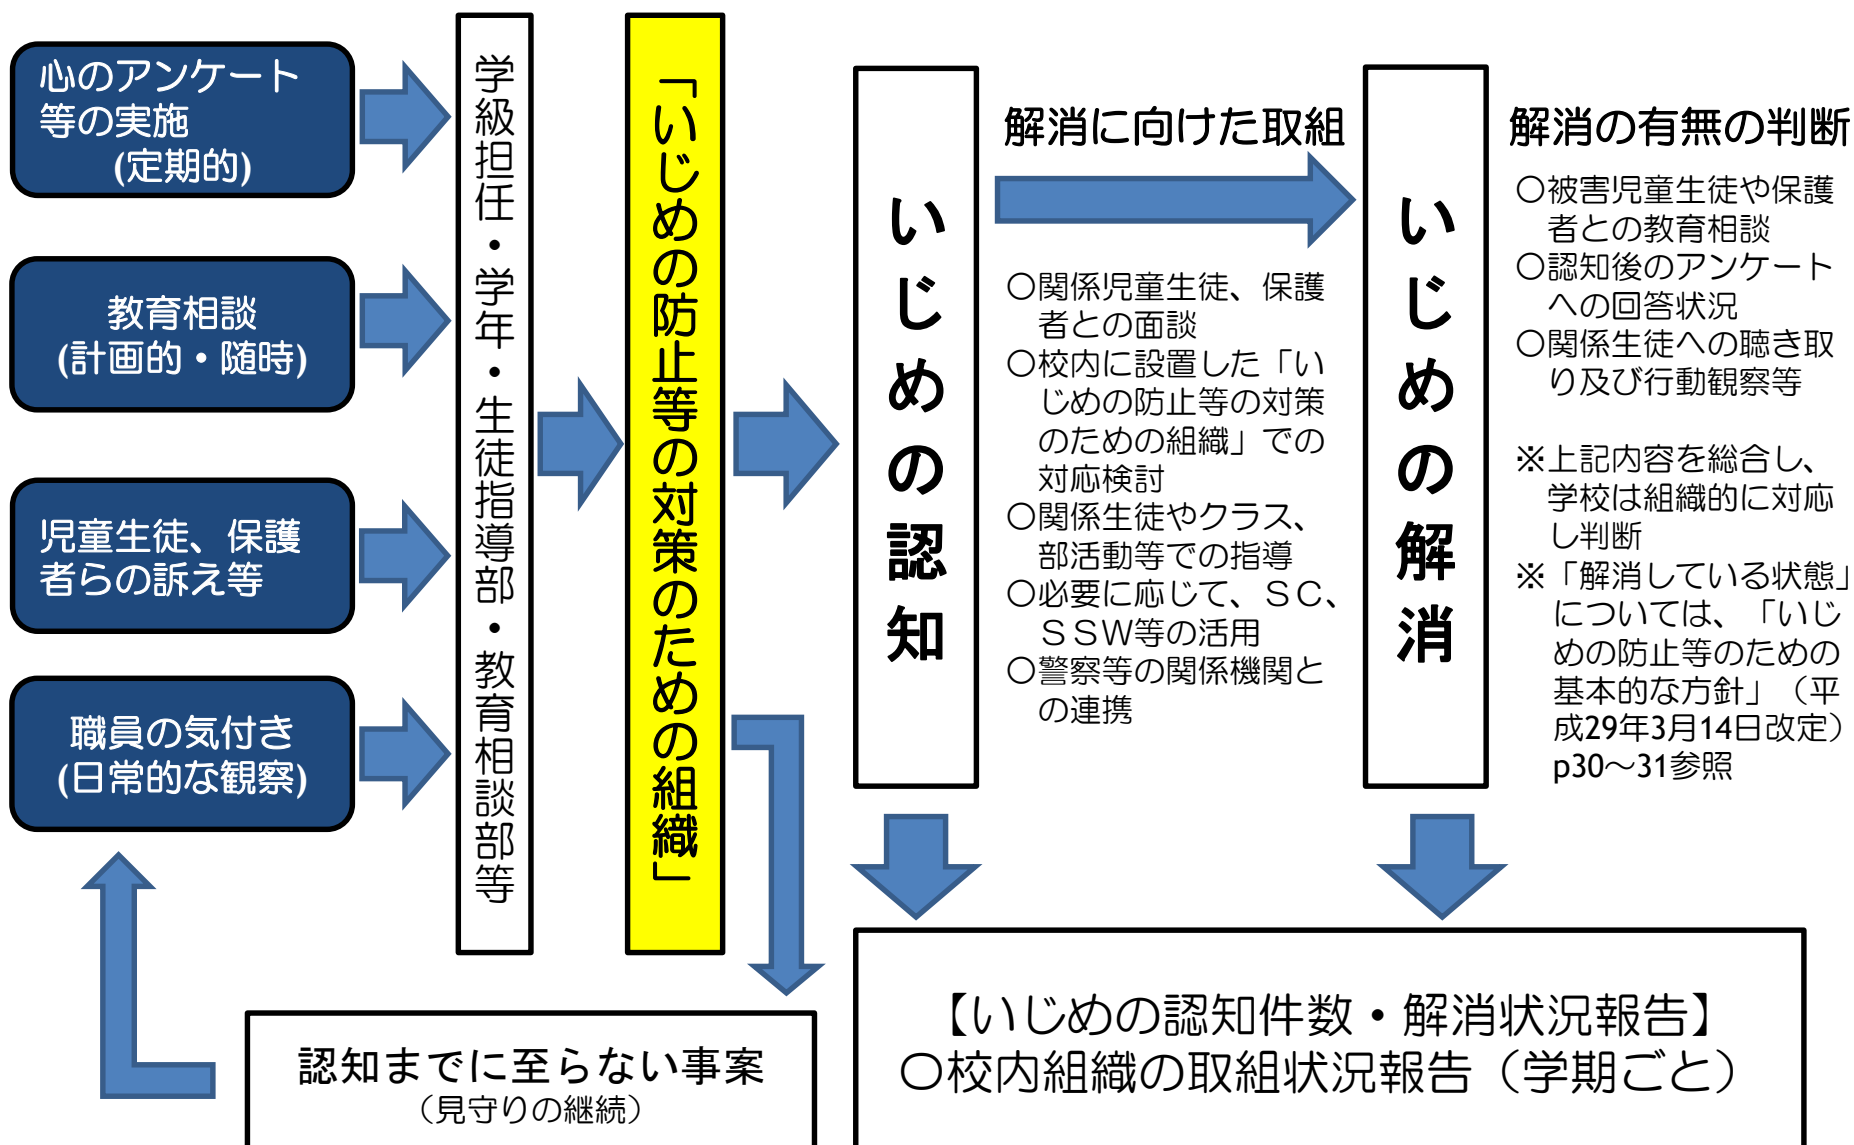 心のアンケート
等の実施
(定期的)
教育相談
(計画的・随時)
児童生徒、保護
者らの訴え等
職員の気付き
(日常的な観察)
学級担任・学年・生徒指導部・教育相談部等
「いじめの防止等の対策のための組織」
いじめの認知
解消に向けた取組
〇関係児童生徒、保護
者との面談
〇校内に設置した「い
じめの防止等の対策
のための組織」での
対応検討
〇関係生徒やクラス、
部活動等での指導
〇必要に応じて、ＳＣ、
ＳＳＷ等の活用
〇警察等の関係機関と
の連携
いじめの解消
解消の有無の判断
〇被害児童生徒や保護
者との教育相談
〇認知後のアンケート
への回答状況
〇関係生徒への聴き取
り及び行動観察等
※上記内容を総合し、
学校は組織的に対応
し判断
※「解消している状態」
については、「いじ
めの防止等のための
基本的な方針」（平
成29年3月14日改定）
p30～31参照
認知までに至らない事案
（見守りの継続）
【いじめの認知件数・解消状況報告】
〇校内組織の取組状況報告（学期ごと）